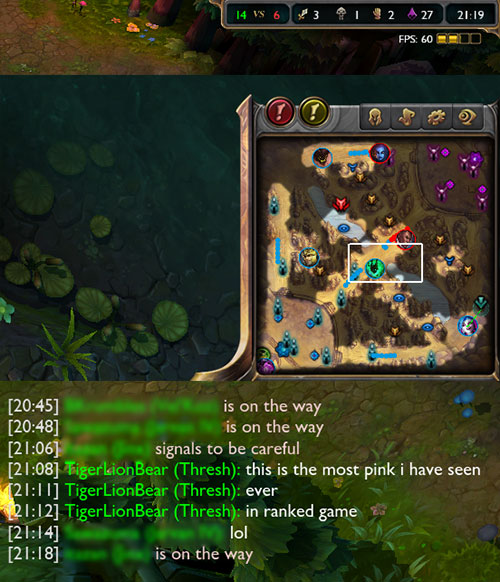 14 VS 6 3 1 2 27 21:19
FPS: 60
[20:45] is on the way
[20:48] is on the way
[21:06] signals to be careful
[21:08] TigerLionBear (Thresh): this is the most pink i have seen
[21:11] TigerLionBear (Thresh): ever
[21:12] TigerLionBear (Thresh): in ranked game
[21:14] lol
[21:18] is on the way